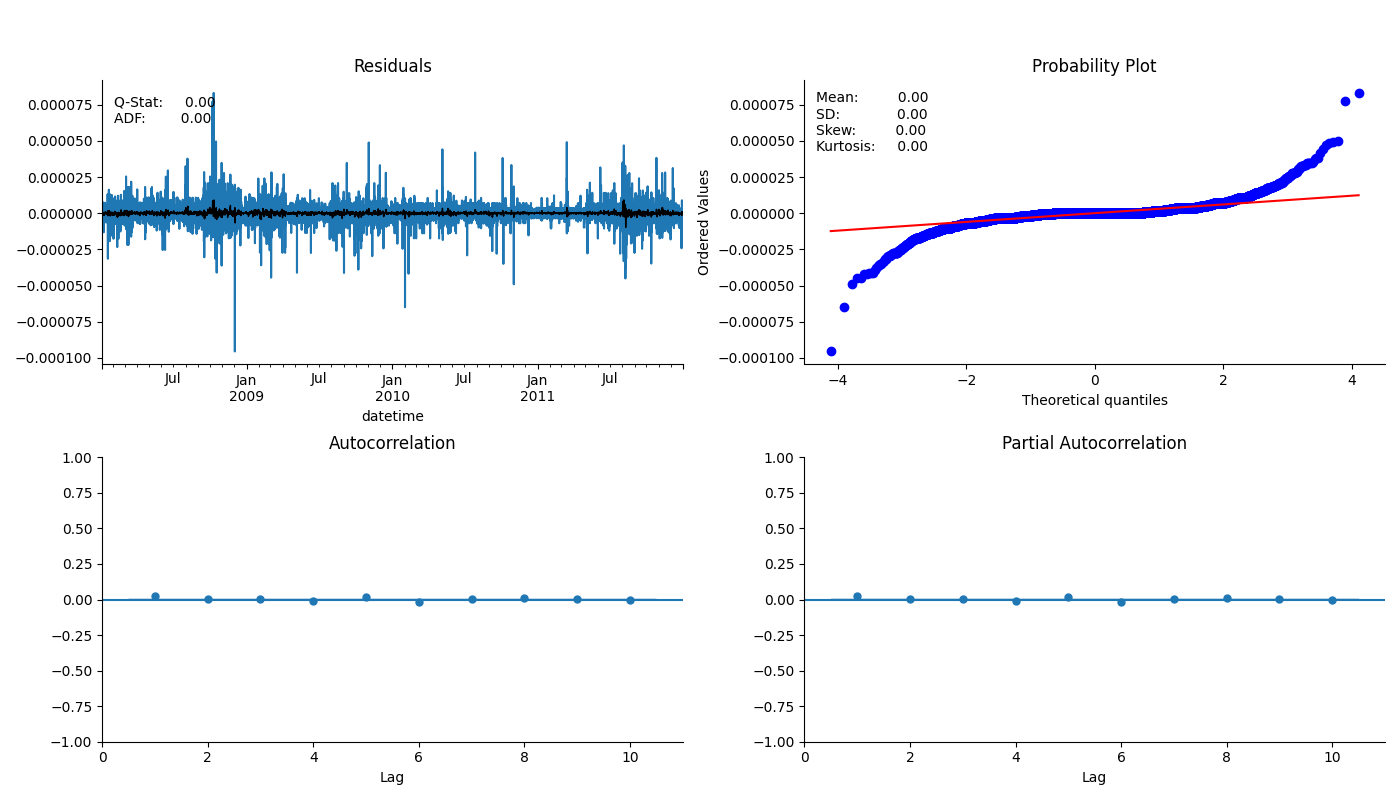 Residuals
Q-Stat: 0.00
ADF: 0.00
0.000075
0.000050
0.000025
0.000000
−0.000025
−0.000050
−0.000075
−0.000100
Jul Jan Jul Jan Jul Jan Jul
2009 2010 2011
datetime
Probability Plot
Mean: 0.00
SD: 0.00
Skew: 0.00
Kurtosis: 0.00
Ordered Values
0.000075
0.000050
0.000025
0.000000
−0.000025
−0.000050
−0.000075
−0.000100
−4 −2 0 2 4
Theoretical quantiles
Autocorrelation
1.00
0.75
0.50
0.25
0.00
−0.25
−0.50
−0.75
−1.00
0 2 4 6 8 10
Lag
Partial Autocorrelation
1.00
0.75
0.50
0.25
0.00
−0.25
−0.50
−0.75
−1.00
0 2 4 6 8 10
Lag